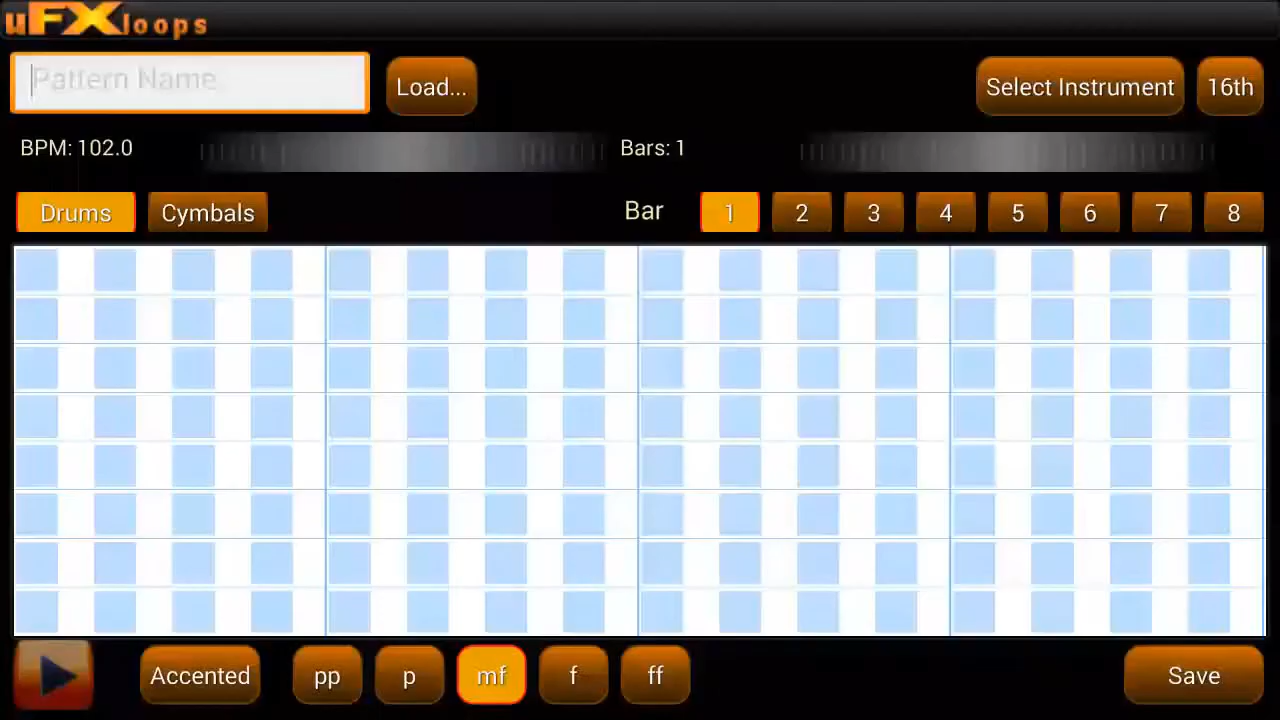 uFXloops
Pattern Name
Load...
Select Instrument
16th
BPM: 102.0
Bars: 1
Drums
Cymbals
Bar
1
2
3
4
5
6
7
8
Accented
pp
p
mf
f
ff
Save